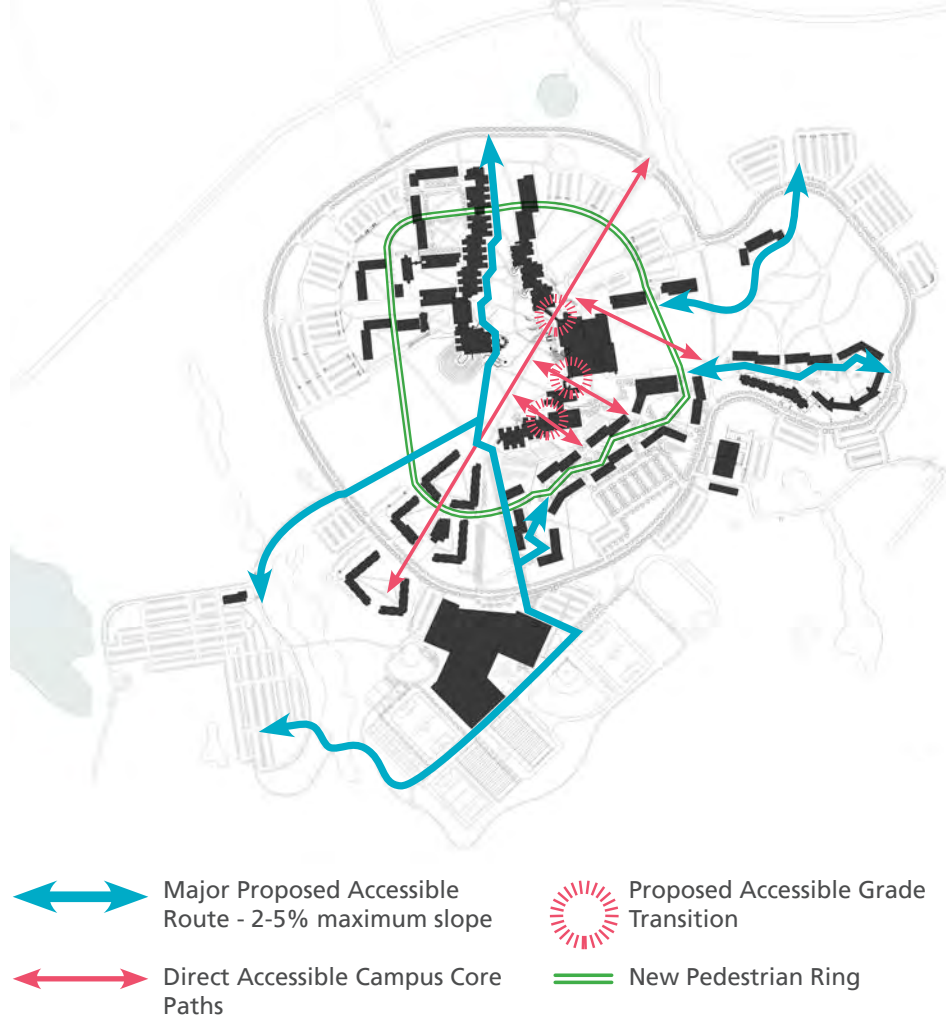 Major Proposed Accessible
Route - 2-5% maximum slope
Proposed Accessible Grade
Transition
Direct Accessible Campus Core
Paths
New Pedestrian Ring